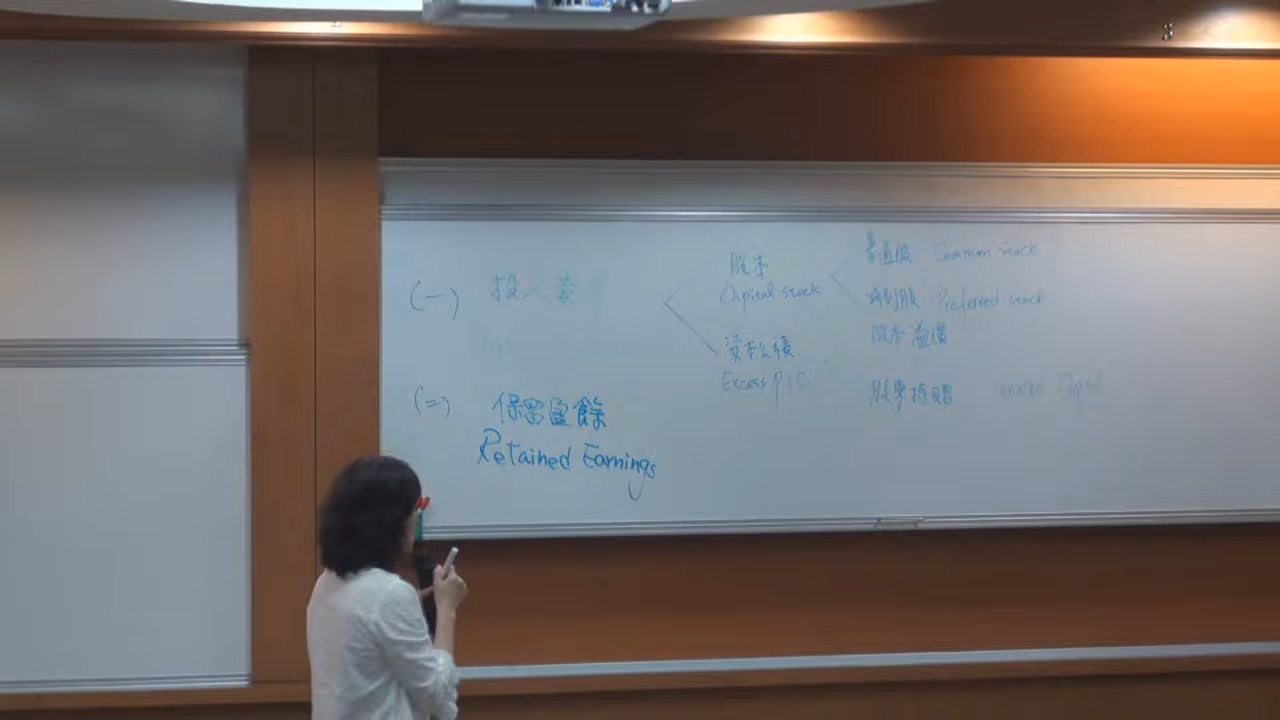 (一) 投入資
股本
Capital stock
普通股 Common stock
特別股 Preferred stock
資本公積
Excess PIC
股本溢價
股東捐贈
(二) 保留盈餘
Retained Earnings